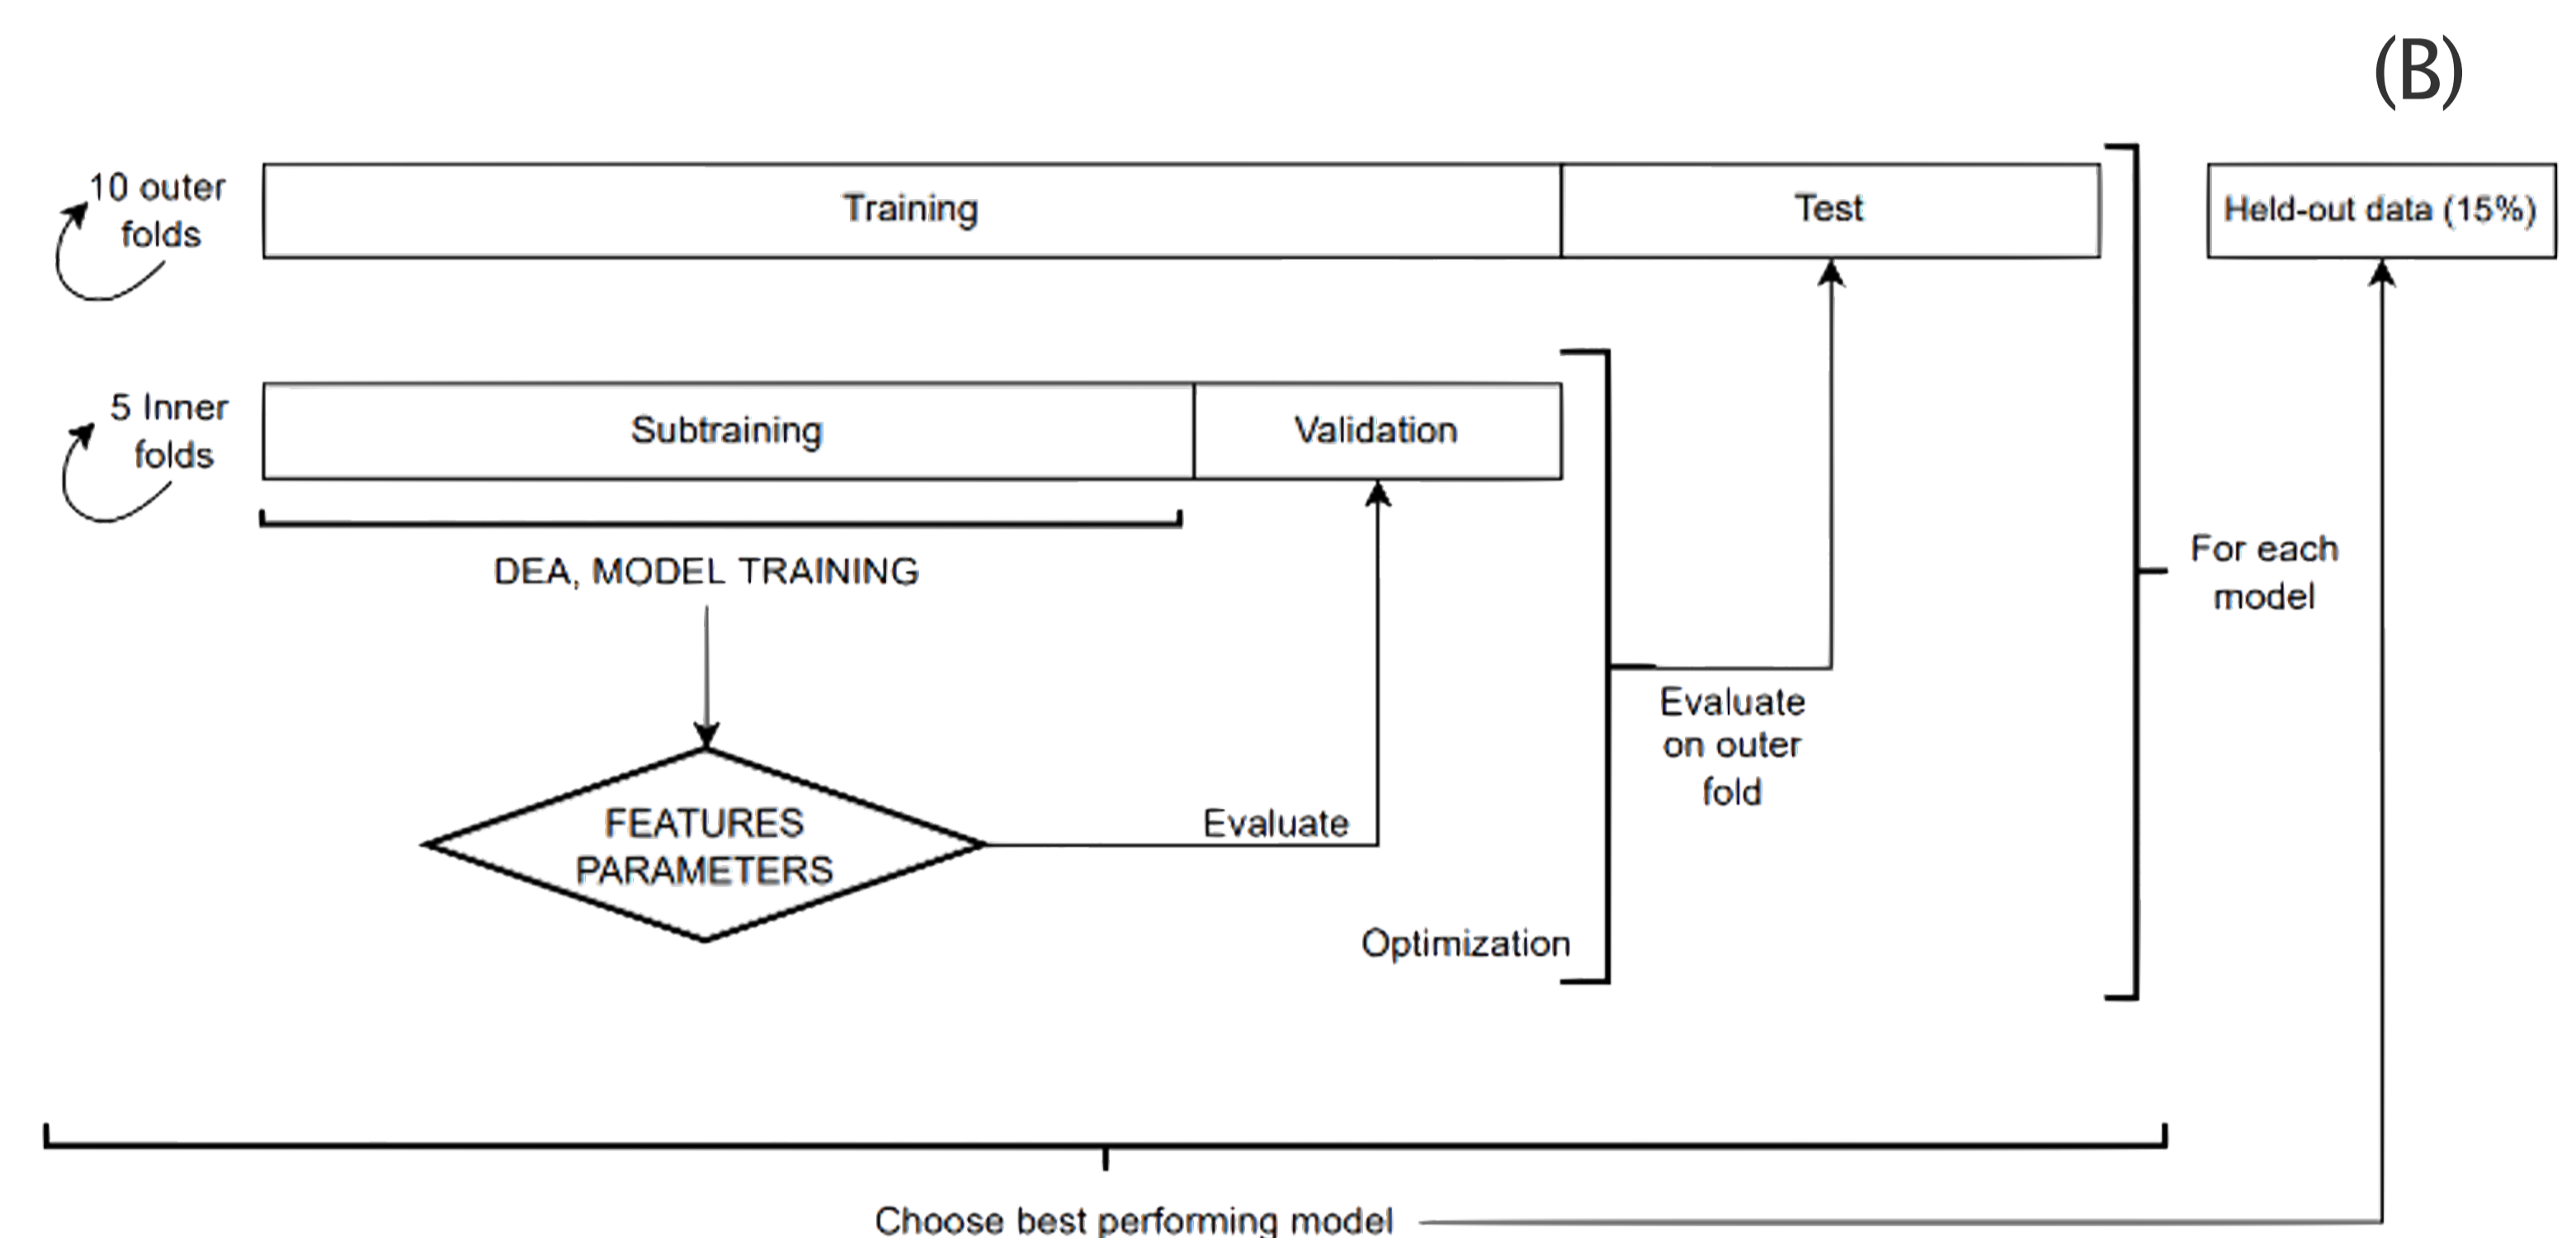 (B)
10 outer
folds
Training
Test
Held-out data (15%)
5 Inner
folds
Subtraining
Validation
DEA, MODEL TRAINING
For each
model
FEATURES
PARAMETERS
Evaluate
Evaluate
on outer
fold
Optimization
Choose best performing model